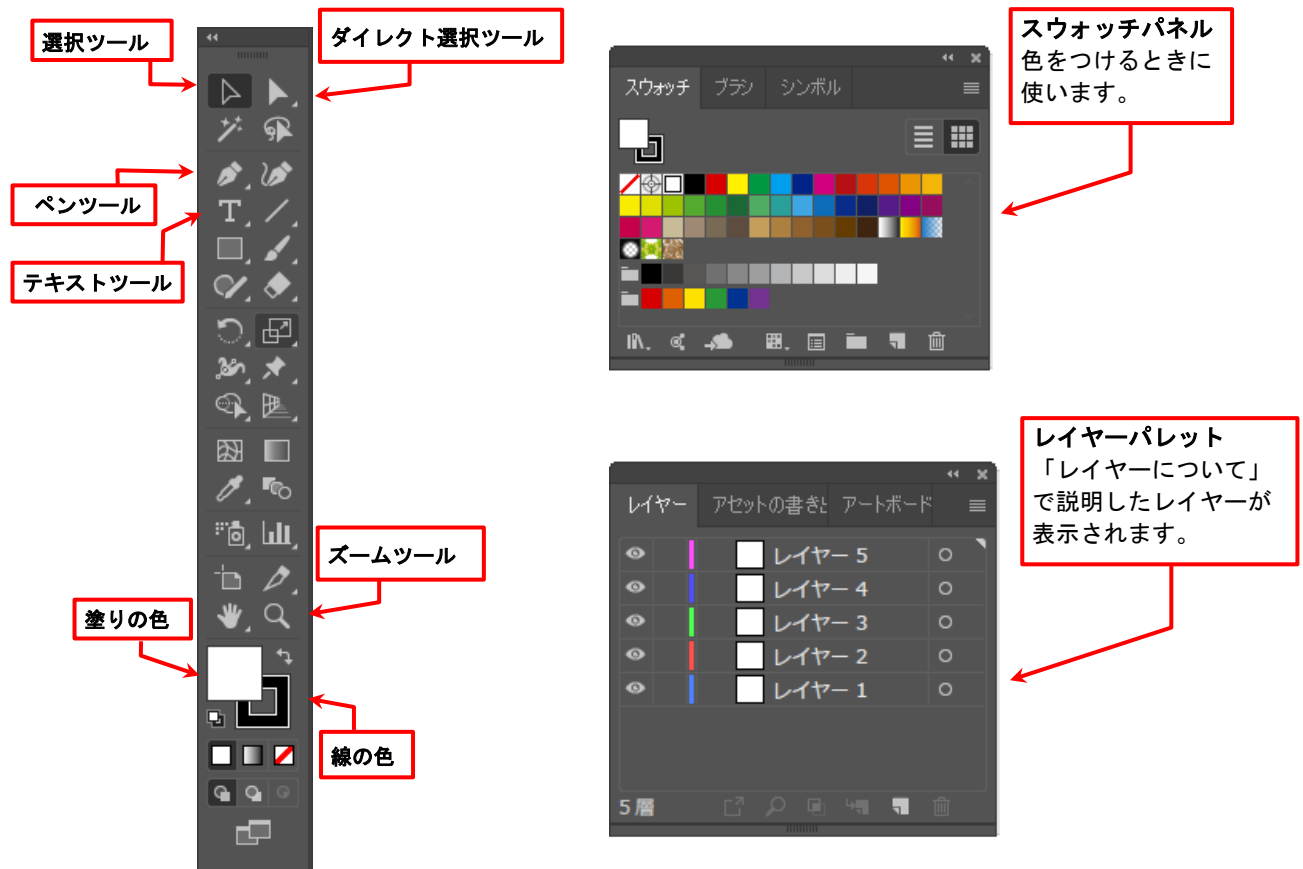 選択ツール
ダイレクト選択ツール
ペンツール
テキストツール
ズームツール
塗りの色
線の色
スウォッチ ブラシ シンボル
スウォッチパネル
色をつけるときに
使います。
レイヤー アセットの書き出 アートボード
レイヤー 5
レイヤー 4
レイヤー 3
レイヤー 2
レイヤー 1
5 層
レイヤーパレット
「レイヤーについて」
で説明したレイヤーが
表示されます。